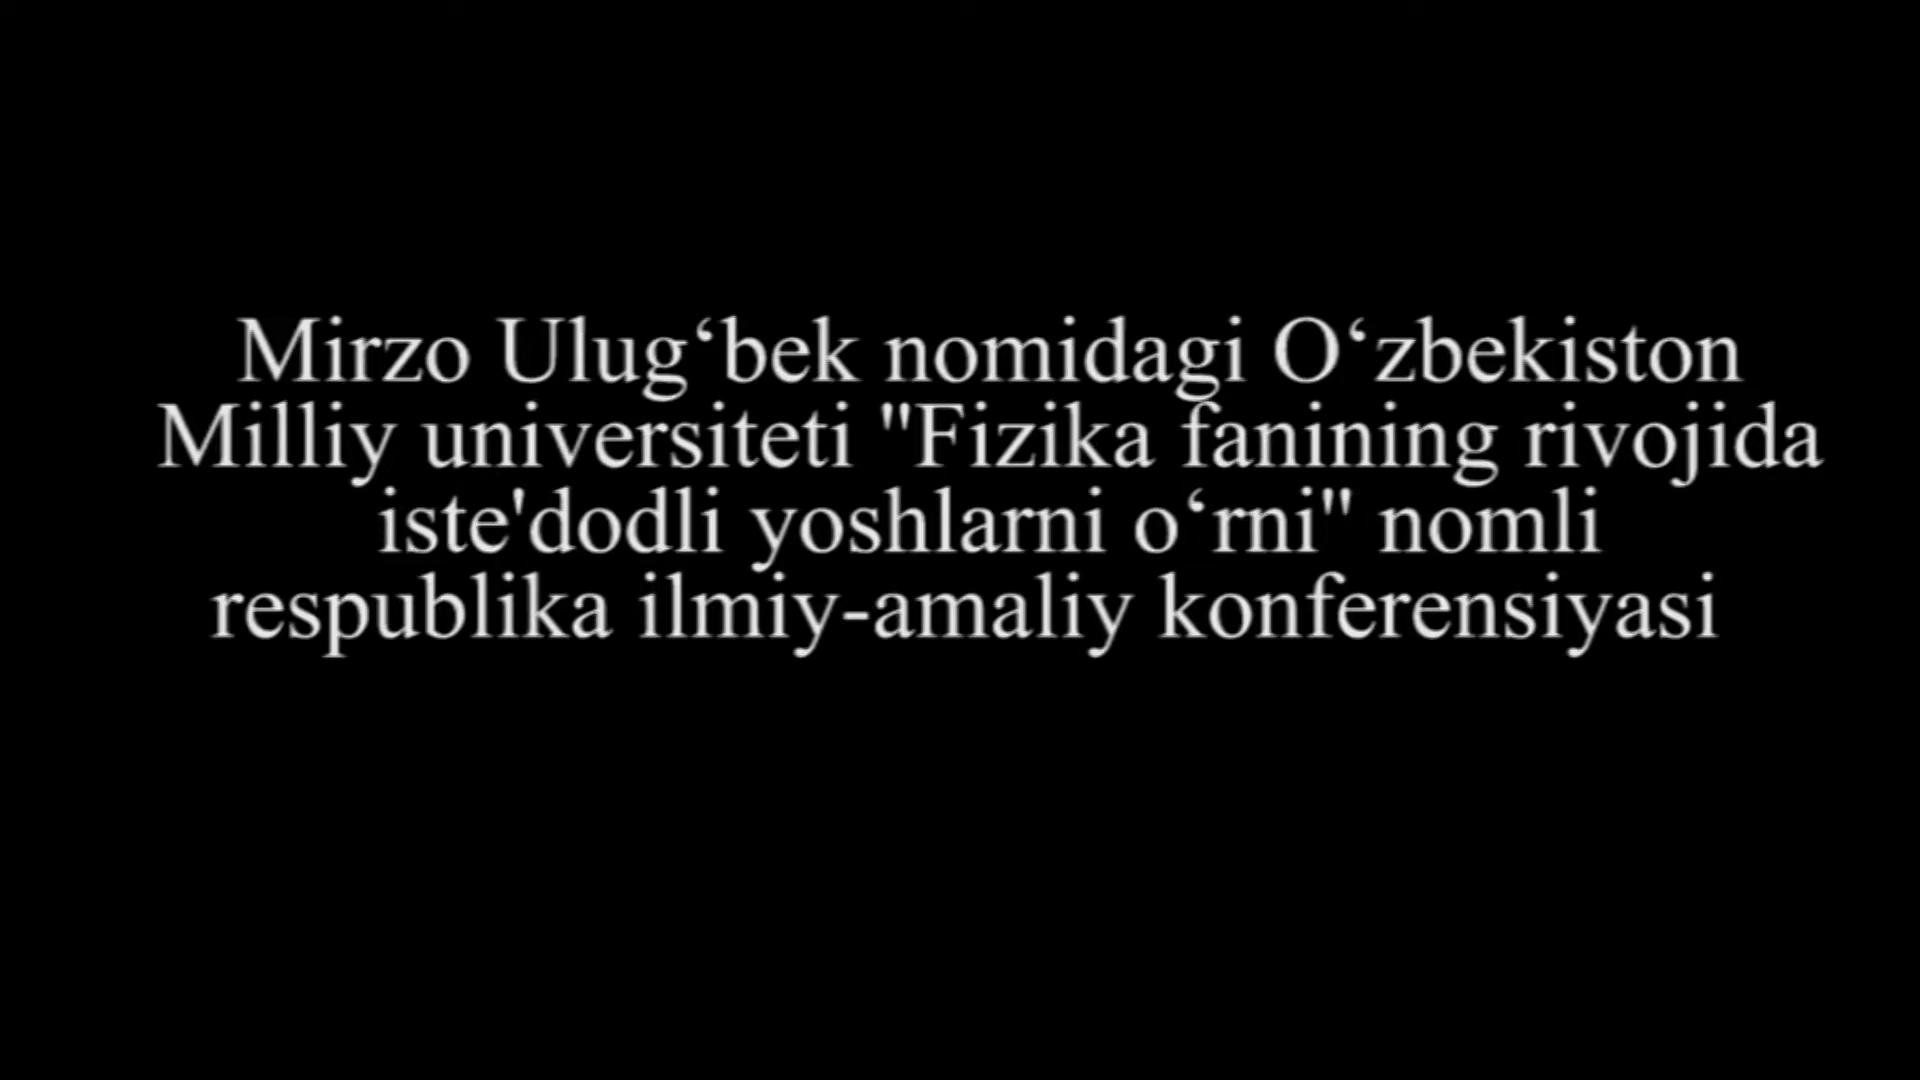 Mirzo Ulug‘bek nomidagi O‘zbekiston
Milliy universiteti "Fizika fanining rivojida
iste'dodli yoshlarni o‘rni" nomli
respublika ilmiy-amaliy konferensiyasi